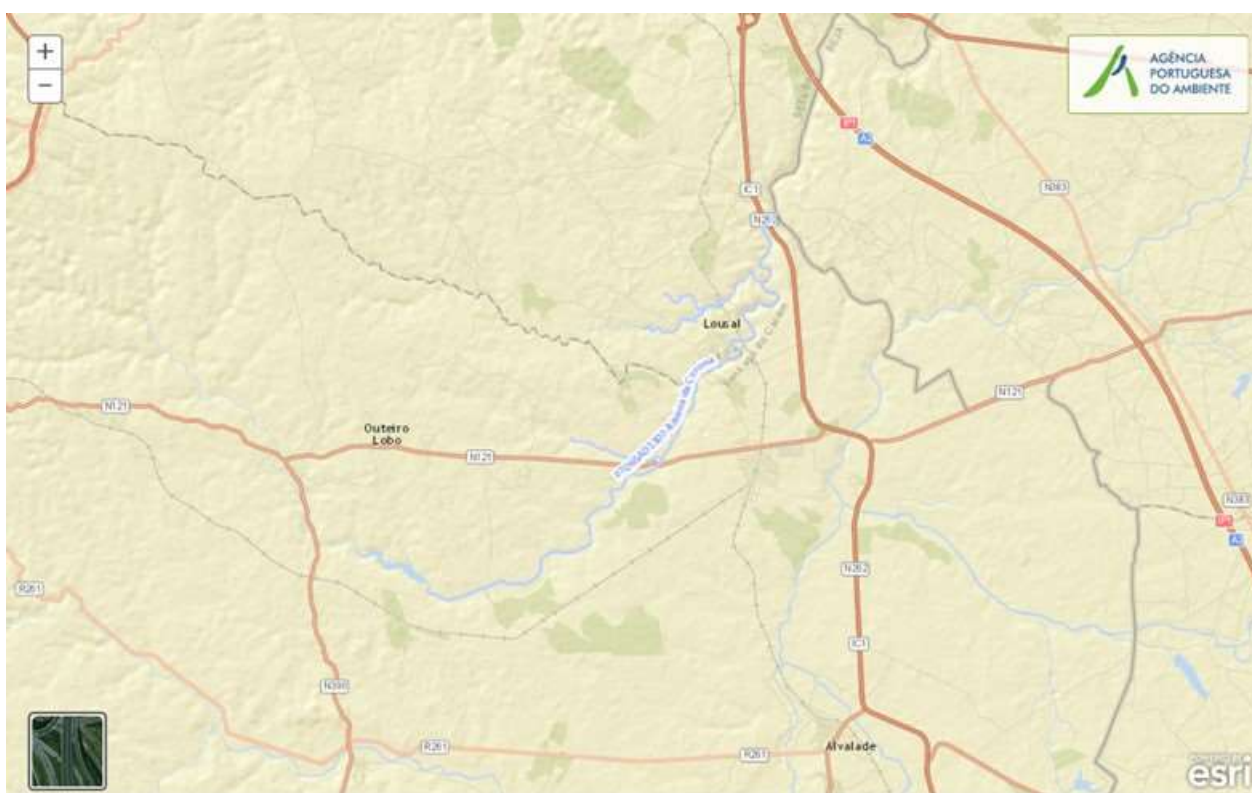 +
−
AGÊNCIA
PORTUGUESA
DO AMBIENTE
BEJA
IP1
A2
N383
IC1
Lousal
N121
N121
Outeiro
Lobo
N121
N383
IP1
A2
N262
R261
IC1
N390
R261
R261
Alvalade
esri